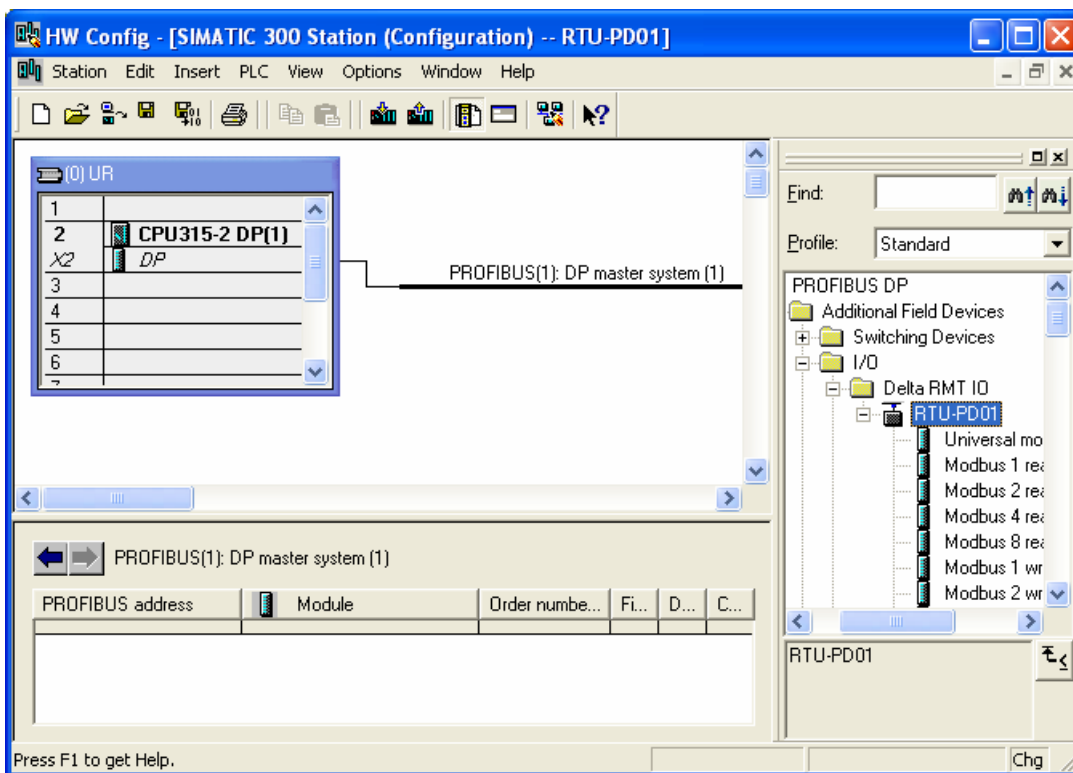 HW Config - [SIMATIC 300 Station (Configuration) -- RTU-PD01]
Station Edit Insert PLC View Options Window Help
(0) UR
1
2 CPU315-2 DP(1)
X2 DP
3
4
5
6
7
PROFIBUS(1): DP master system (1)
Find:
Profile: Standard
PROFIBUS DP
Additional Field Devices
Switching Devices
I/O
Delta RMT IO
RTU-PD01
Universal mo
Modbus 1 rea
Modbus 2 rea
Modbus 4 rea
Modbus 8 rea
Modbus 1 wr
Modbus 2 wr
PROFIBUS(1): DP master system (1)
PROFIBUS address Module Order numbe... Fi... D... C...
RTU-PD01
Press F1 to get Help. Chg